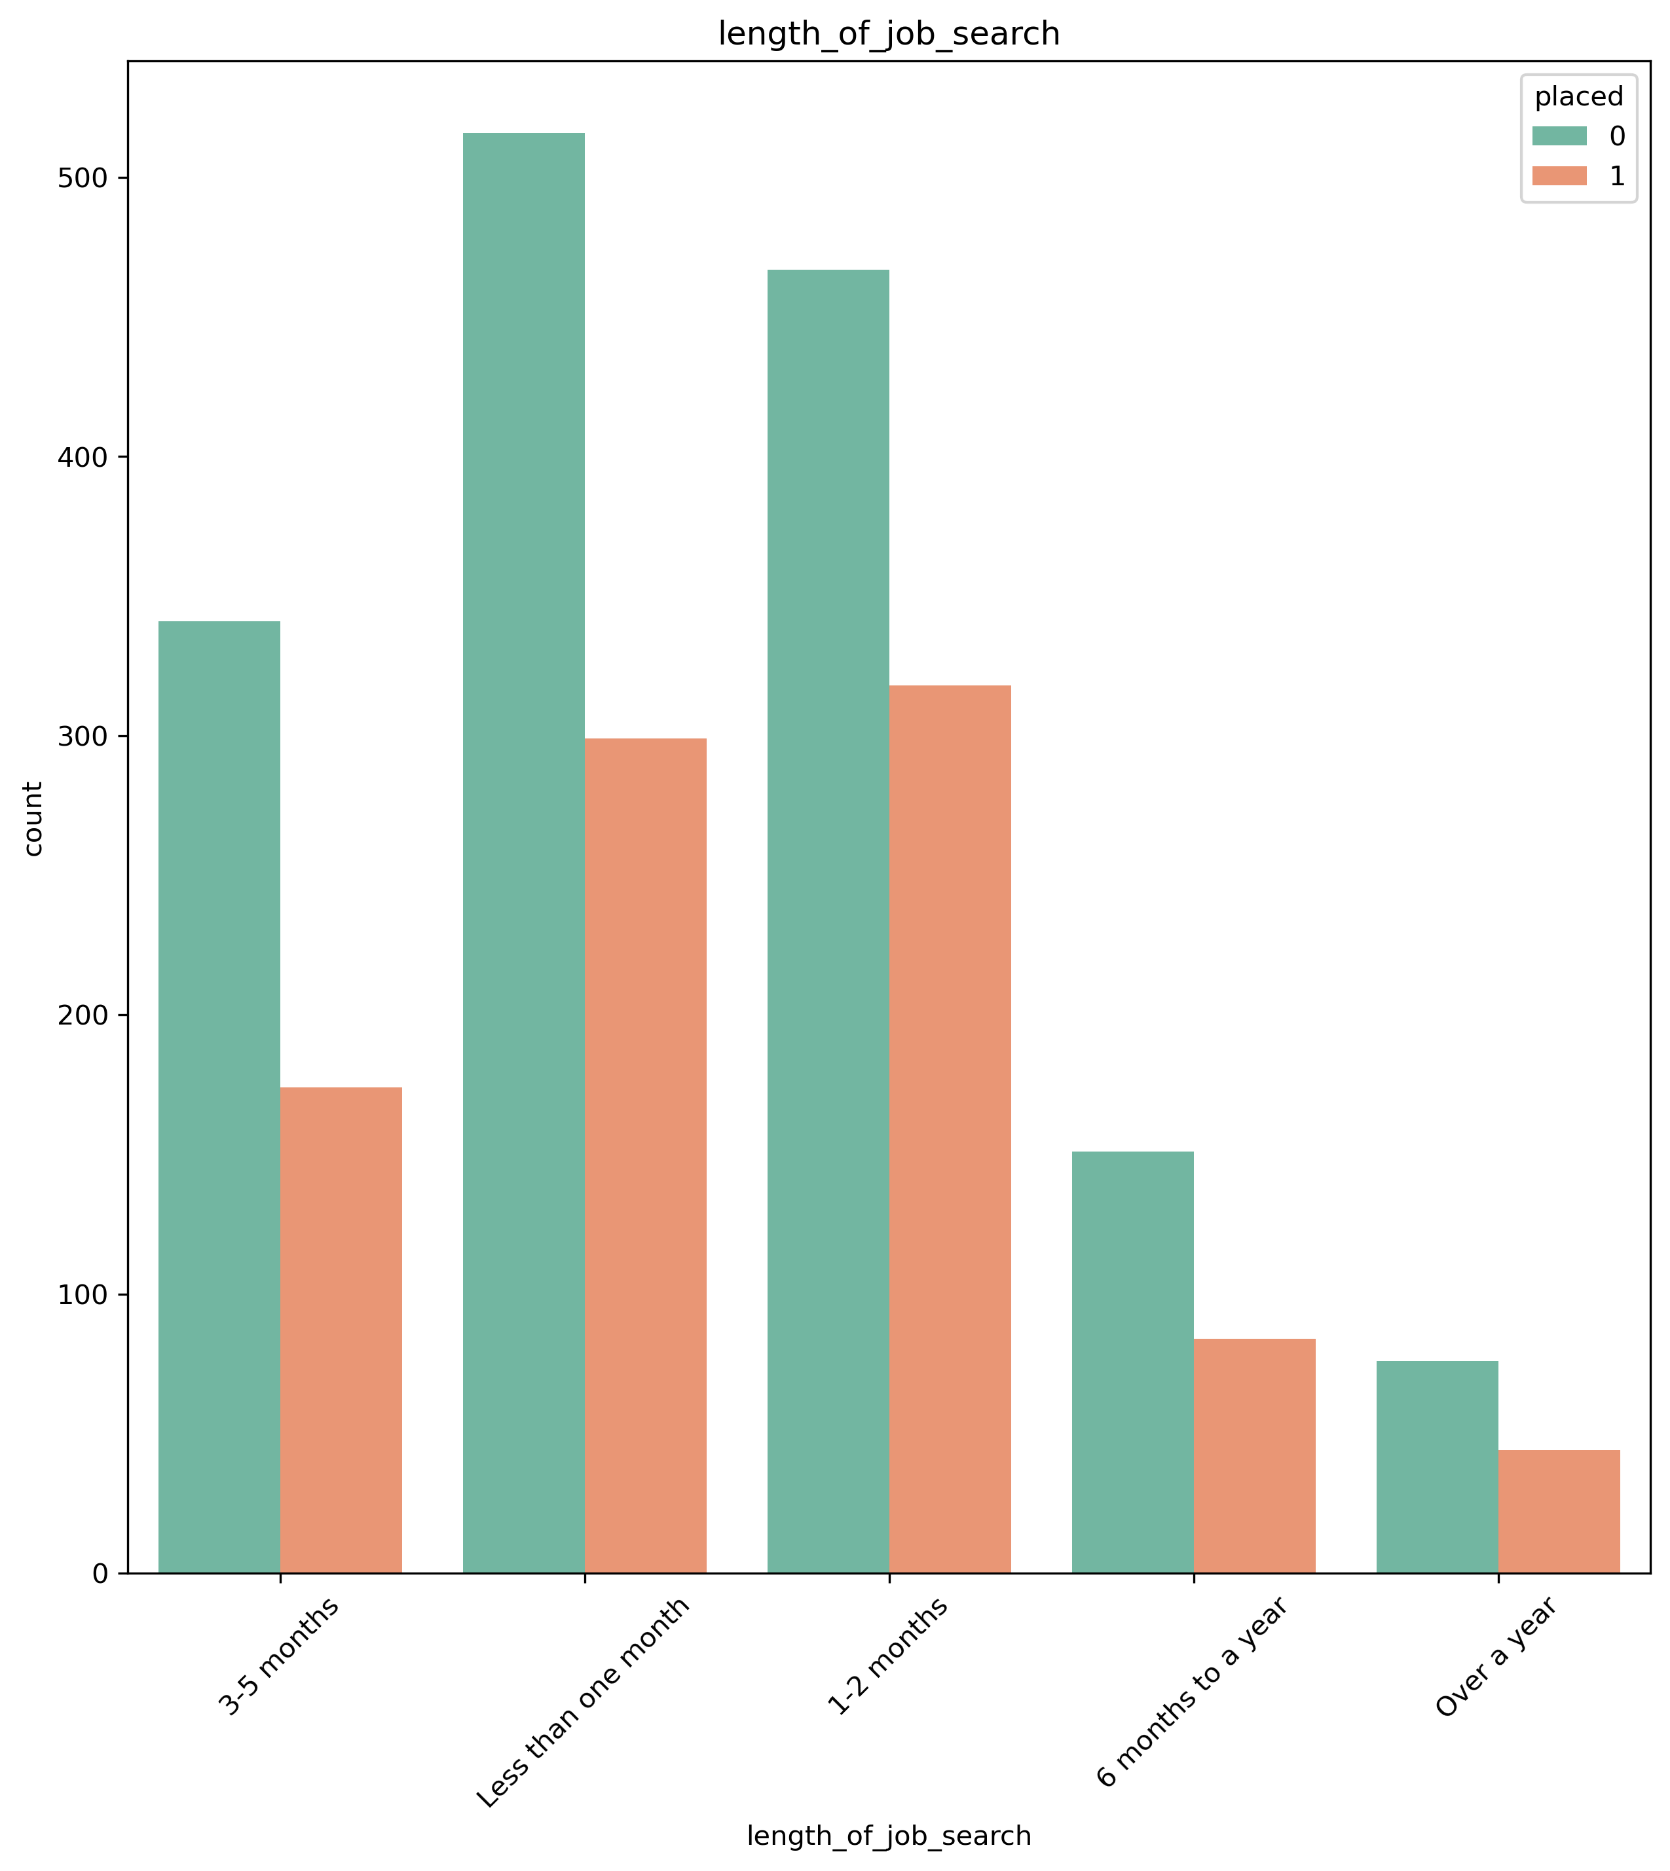 length_of_job_search
placed
0
1
500
400
300
200
100
0
count
3-5 months
Less than one month
1-2 months
6 months to a year
Over a year
length_of_job_search